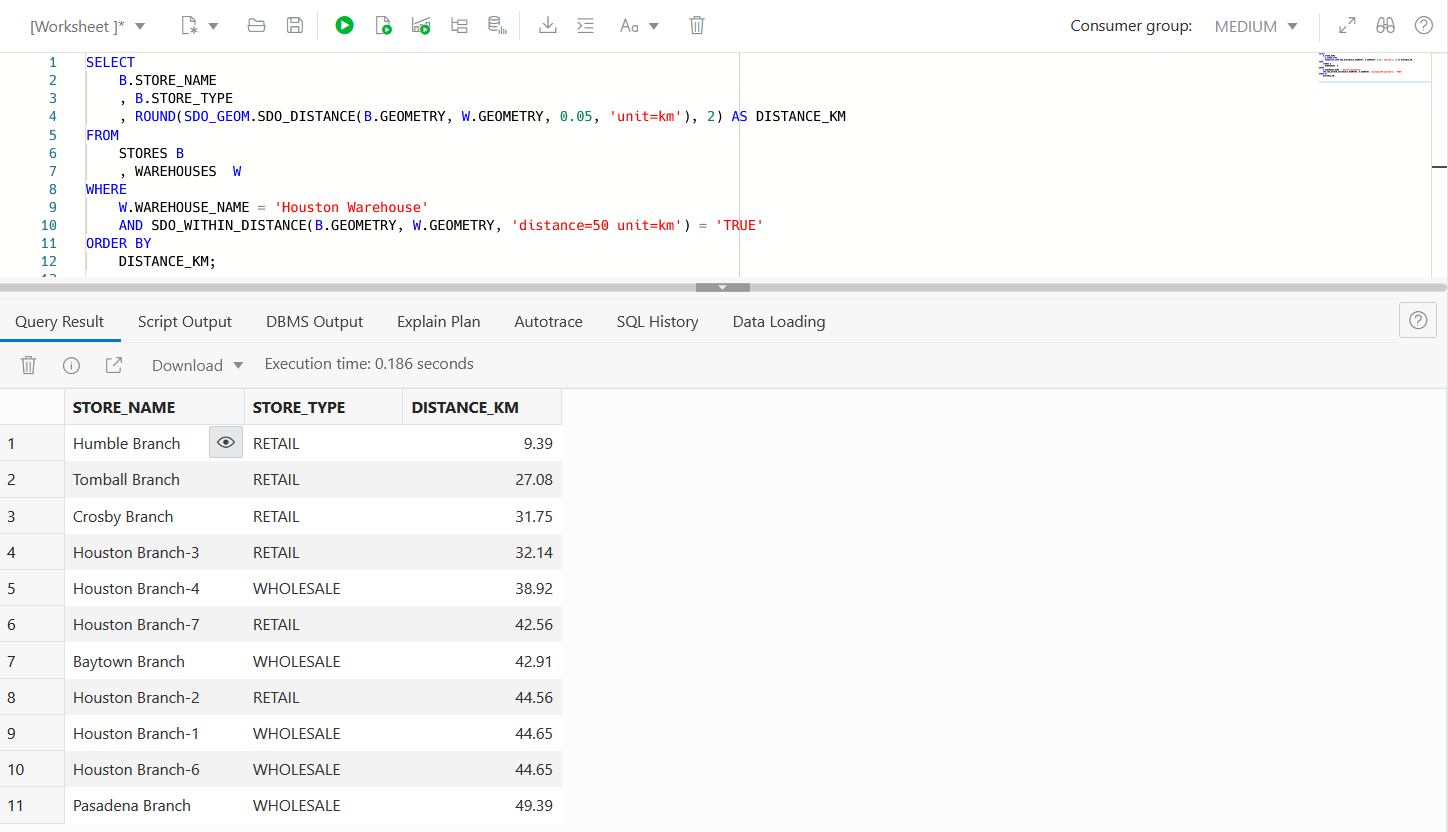 [Worksheet ]* Aa Consumer group: MEDIUM
1 SELECT
2 B.STORE_NAME
3 , B.STORE_TYPE
4 , ROUND(SDO_GEOM.SDO_DISTANCE(B.GEOMETRY, W.GEOMETRY, 0.05, 'unit=km'), 2) AS DISTANCE_KM
5 FROM
6 STORES B
7 , WAREHOUSES  W
8 WHERE
9 W.WAREHOUSE_NAME = 'Houston Warehouse'
10 AND SDO_WITHIN_DISTANCE(B.GEOMETRY, W.GEOMETRY, 'distance=50 unit=km') = 'TRUE'
11 ORDER BY
12 DISTANCE_KM;
Query Result Script Output DBMS Output Explain Plan Autotrace SQL History Data Loading
Download Execution time: 0.186 seconds
STORE_NAME STORE_TYPE DISTANCE_KM
1 Humble Branch RETAIL 9.39
2 Tomball Branch RETAIL 27.08
3 Crosby Branch RETAIL 31.75
4 Houston Branch-3 RETAIL 32.14
5 Houston Branch-4 WHOLESALE 38.92
6 Houston Branch-7 RETAIL 42.56
7 Baytown Branch WHOLESALE 42.91
8 Houston Branch-2 RETAIL 44.56
9 Houston Branch-1 WHOLESALE 44.65
10 Houston Branch-6 WHOLESALE 44.65
11 Pasadena Branch WHOLESALE 49.39